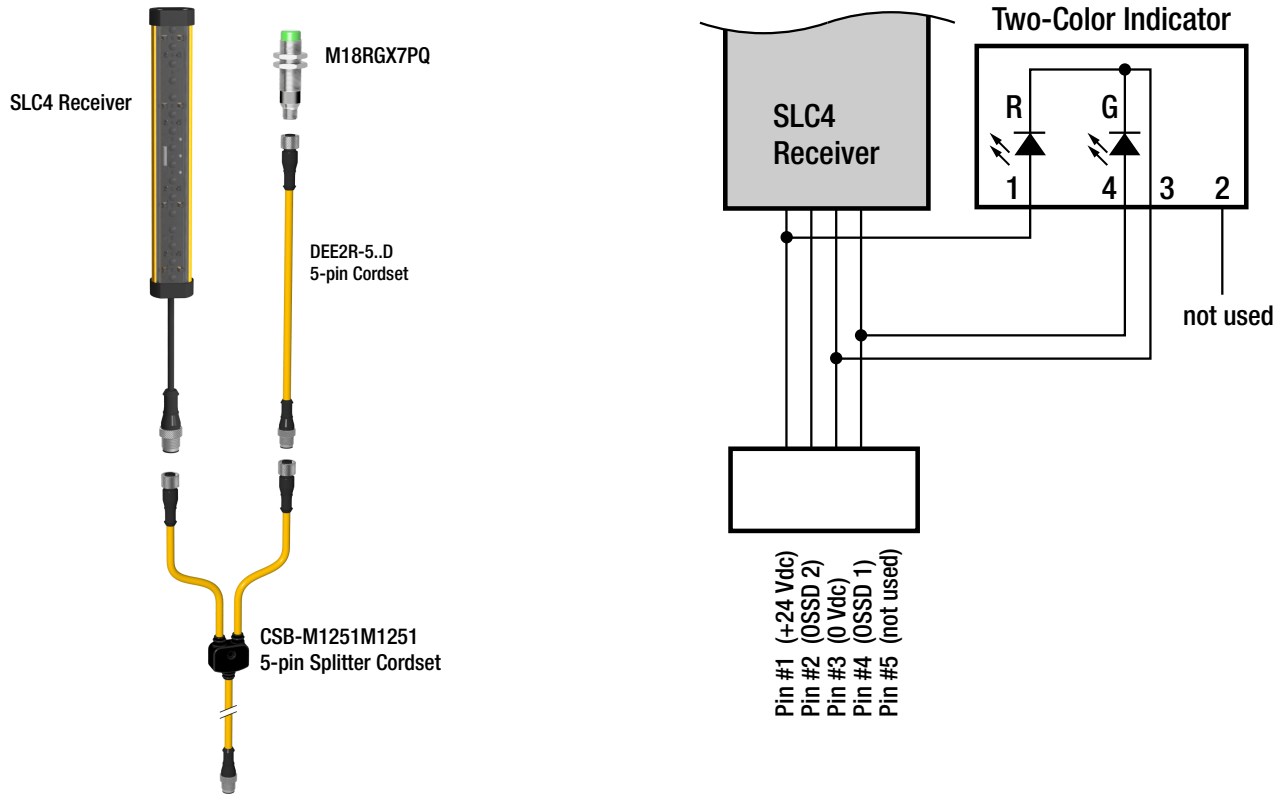 M18RGX7PQ
SLC4 Receiver
DEE2R-5..D
5-pin Cordset
CSB-M1251M1251
5-pin Splitter Cordset
Two-Color Indicator
SLC4
Receiver
R
G
1
4
3
2
not used
Pin #1 (+24 Vdc)
Pin #2 (OSSD 2)
Pin #3 (0 Vdc)
Pin #4 (OSSD 1)
Pin #5 (not used)